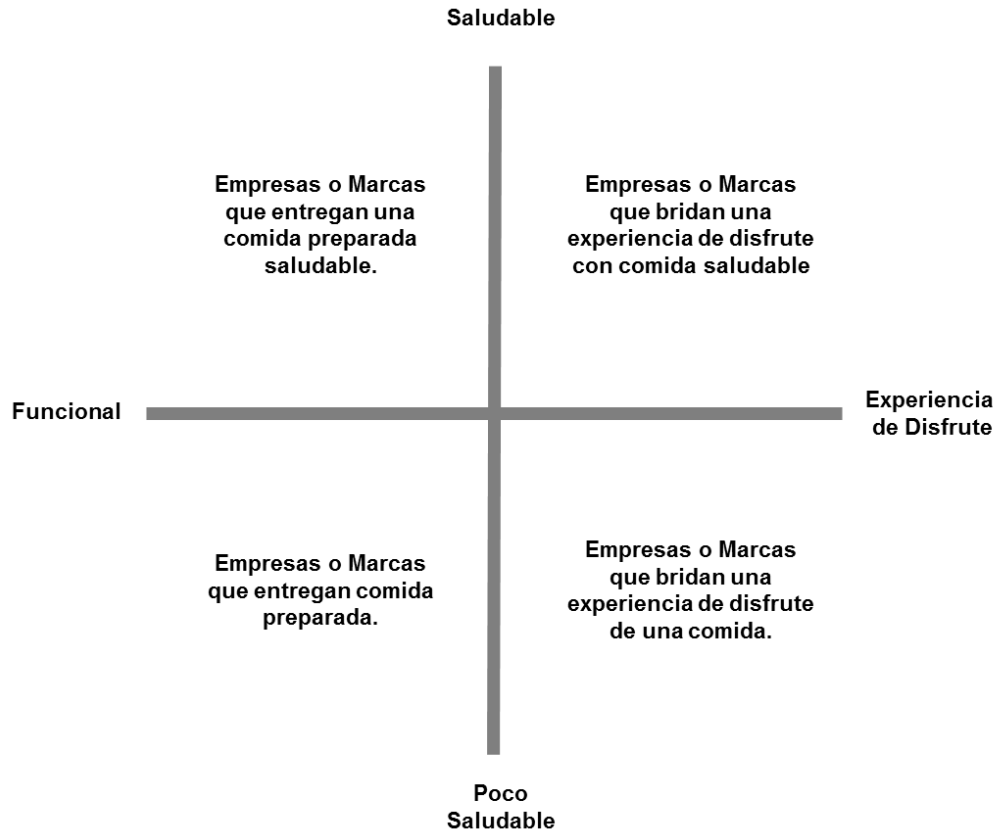 Saludable
Empresas o Marcas
que entregan una
comida preparada
saludable.
Empresas o Marcas
que bridan una
experiencia de disfrute
con comida saludable
Funcional
Experiencia
de Disfrute
Empresas o Marcas
que entregan comida
preparada.
Empresas o Marcas
que bridan una
experiencia de disfrute
de una comida.
Poco
Saludable